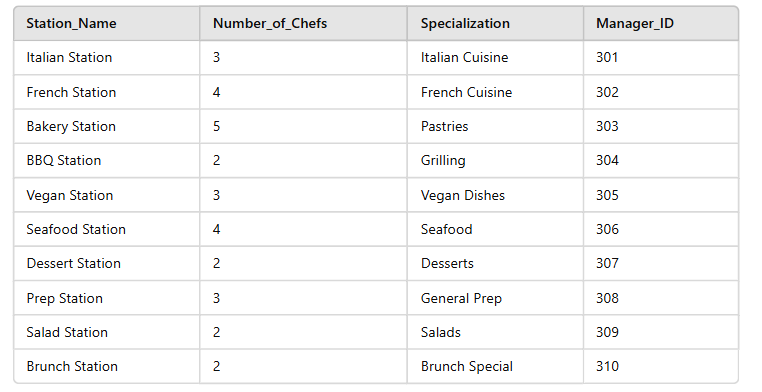 Station_Name Number_of_Chefs Specialization Manager_ID
Italian Station 3 Italian Cuisine 301
French Station 4 French Cuisine 302
Bakery Station 5 Pastries 303
BBQ Station 2 Grilling 304
Vegan Station 3 Vegan Dishes 305
Seafood Station 4 Seafood 306
Dessert Station 2 Desserts 307
Prep Station 3 General Prep 308
Salad Station 2 Salads 309
Brunch Station 2 Brunch Special 310